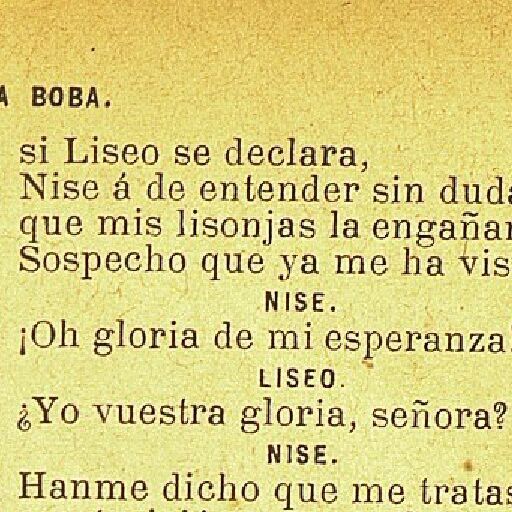 A BOBA.
si Liseo se declara,
Nise á de entender sin duda
que mis lisonjas la engañan
Sospecho que ya me ha vis
NISE.
¡Oh gloria de mi esperanza!
LISEO.
¿Yo vuestra gloria, señora?
NISE.
Hanme dicho que me tratas